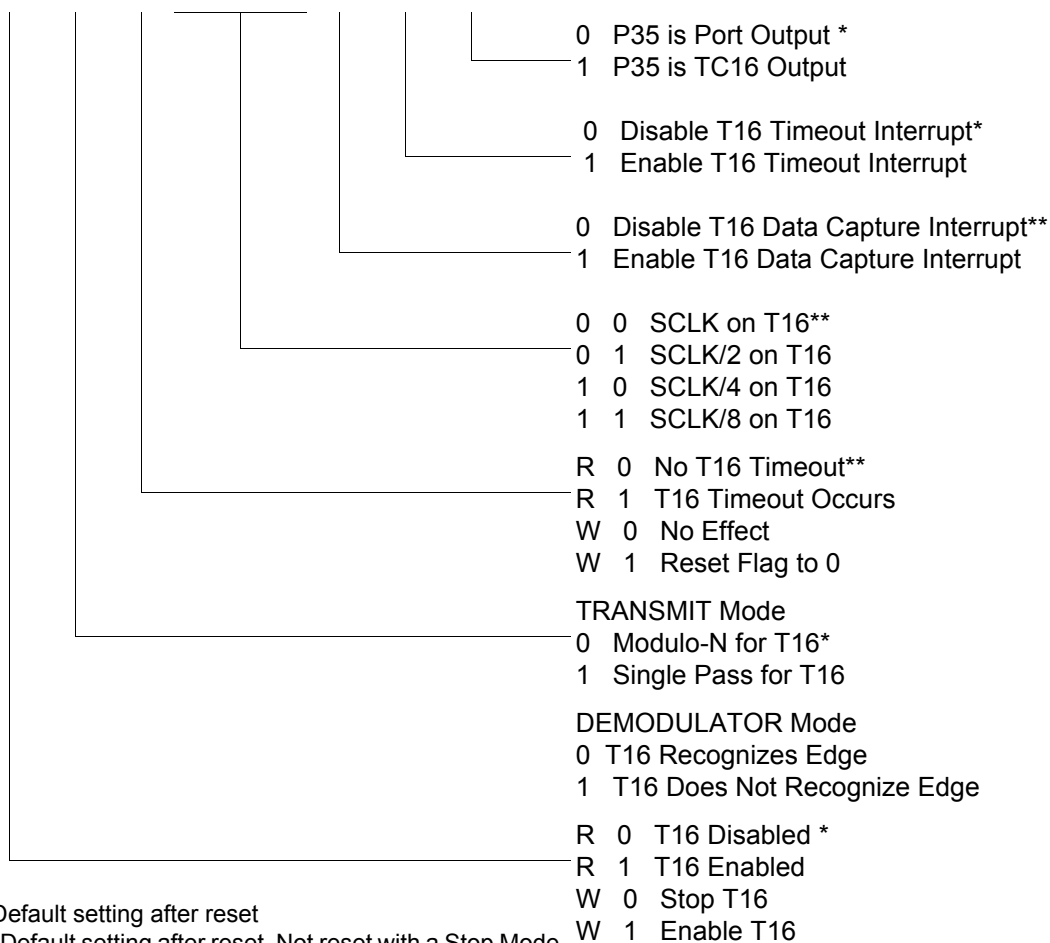 0 P35 is Port Output *
1 P35 is TC16 Output
0 Disable T16 Timeout Interrupt*
1 Enable T16 Timeout Interrupt
0 Disable T16 Data Capture Interrupt**
1 Enable T16 Data Capture Interrupt
0 0 SCLK on T16**
0 1 SCLK/2 on T16
1 0 SCLK/4 on T16
1 1 SCLK/8 on T16
R 0 No T16 Timeout**
R 1 T16 Timeout Occurs
W 0 No Effect
W 1 Reset Flag to 0
TRANSMIT Mode
0 Modulo-N for T16*
1 Single Pass for T16
DEMODULATOR Mode
0 T16 Recognizes Edge
1 T16 Does Not Recognize Edge
R 0 T16 Disabled *
R 1 T16 Enabled
W 0 Stop T16
W 1 Enable T16
Default setting after reset
Default setting after reset. Not reset with a Stop Mode